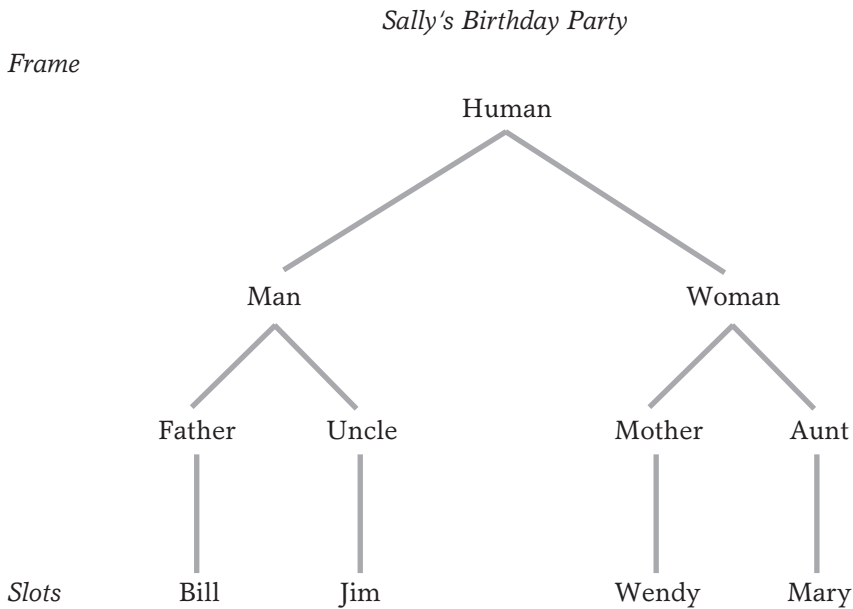 Sally‘s Birthday Party
Frame
Human
Man Woman
Father Uncle Mother Aunt
Slots Bill Jim Wendy Mary